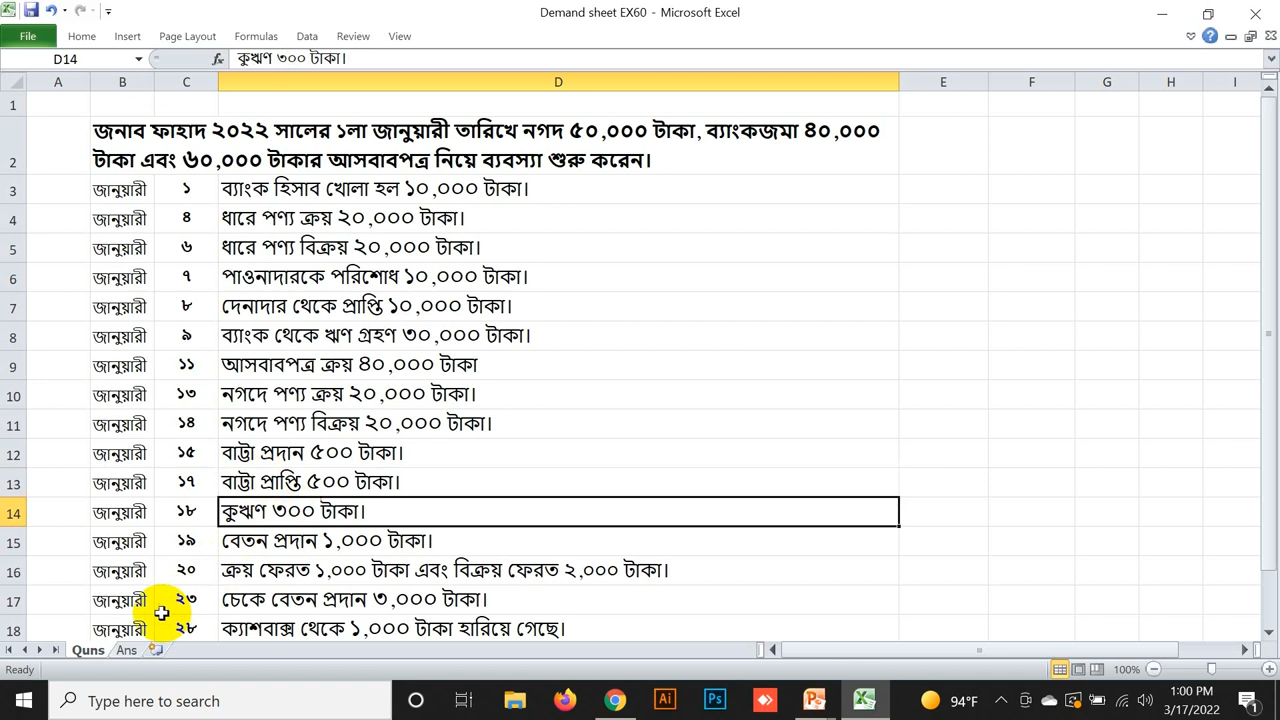 Demand sheet EX60 - Microsoft Excel
File Home Insert Page Layout Formulas Data Review View
D14 fx কুঋণ ৩০০ টাকা।
A B C D E F G H I
1
2 জনাব ফাহাদ ২০২২ সালের ১লা জানুয়ারী তারিখে নগদ ৫০,০০০ টাকা, ব্যাংকজমা ৪০,০০০
টাকা এবং ৬০,০০০ টাকার আসবাবপত্র নিয়ে ব্যবস্যা শুরু করেন।
3 জানুয়ারী ১ ব্যাংক হিসাব খোলা হল ১০,০০০ টাকা।
4 জানুয়ারী ৪ ধারে পণ্য ক্রয় ২০,০০০ টাকা।
5 জানুয়ারী ৬ ধারে পণ্য বিক্রয় ২০,০০০ টাকা।
6 জানুয়ারী ৭ পাওনাদারকে পরিশোধ ১০,০০০ টাকা।
7 জানুয়ারী ৮ দেনাদার থেকে প্রাপ্তি ১০,০০০ টাকা।
8 জানুয়ারী ৯ ব্যাংক থেকে ঋণ গ্রহণ ৩০,০০০ টাকা।
9 জানুয়ারী ১১ আসবাবপত্র ক্রয় ৪০,০০০ টাকা
10 জানুয়ারী ১৩ নগদে পণ্য ক্রয় ২০,০০০ টাকা।
11 জানুয়ারী ১৪ নগদে পণ্য বিক্রয় ২০,০০০ টাকা।
12 জানুয়ারী ১৫ বাট্টা প্রদান ৫০০ টাকা।
13 জানুয়ারী ১৭ বাট্টা প্রাপ্তি ৫০০ টাকা।
14 জানুয়ারী ১৮ কুঋণ ৩০০ টাকা।
15 জানুয়ারী ১৯ বেতন প্রদান ১,০০০ টাকা।
16 জানুয়ারী ২০ ক্রয় ফেরত ১,০০০ টাকা এবং বিক্রয় ফেরত ২,০০০ টাকা।
17 জানুয়ারী ২৩ চেকে বেতন প্রদান ৩,০০০ টাকা।
18 জানুয়ারী ২৮ ক্যাশবাক্স থেকে ১,০০০ টাকা হারিয়ে গেছে।
Quns Ans
Ready 100%
Type here to search Ai Ps 94°F 1:00 PM
3/17/2022 1